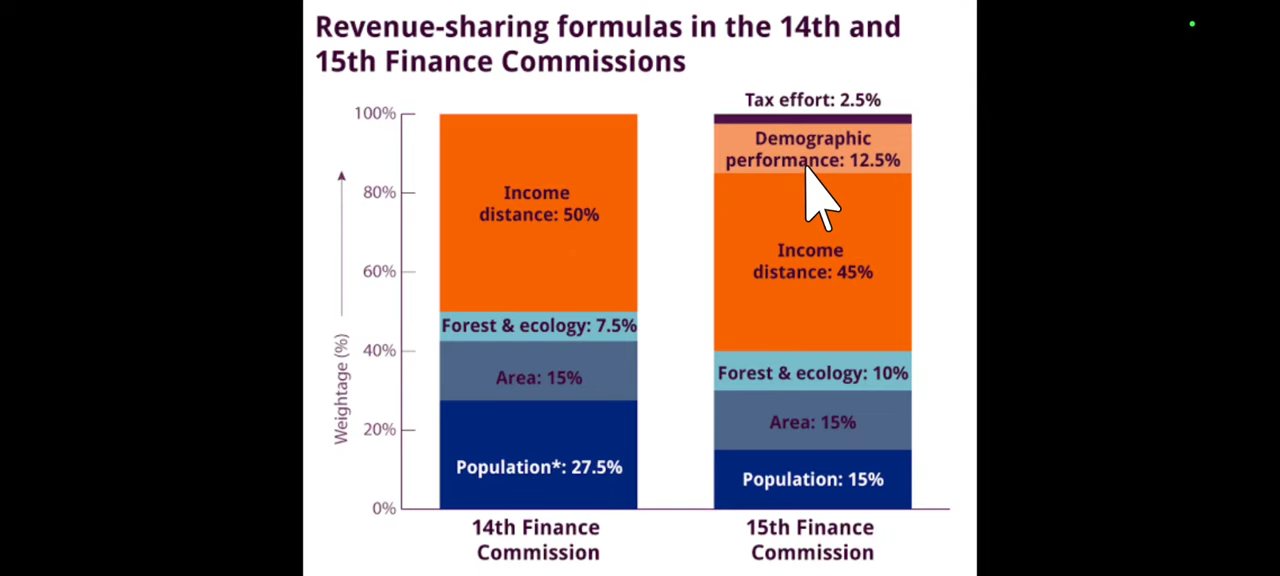 Revenue-sharing formulas in the 14th and
15th Finance Commissions
Weightage (%)
100%
80%
60%
40%
20%
0%
Income
distance: 50%
Forest & ecology: 7.5%
Area: 15%
Population*: 27.5%
14th Finance
Commission
Tax effort: 2.5%
Demographic
performance: 12.5%
Income
distance: 45%
Forest & ecology: 10%
Area: 15%
Population: 15%
15th Finance
Commission